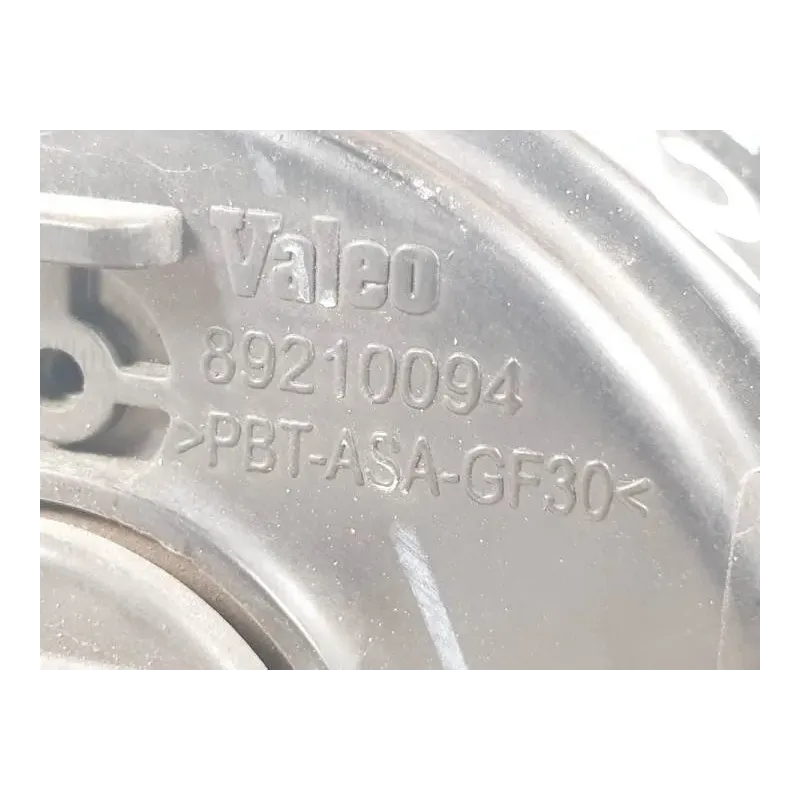 Valeo
89210094
>PBT-ASA-GF30<